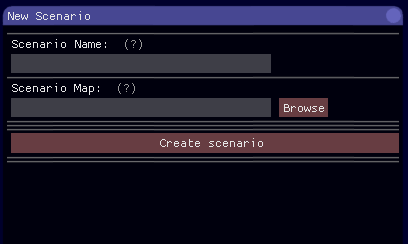 New Scenario
Scenario Name: (?)
Scenario Map: (?)
Browse
Create scenario